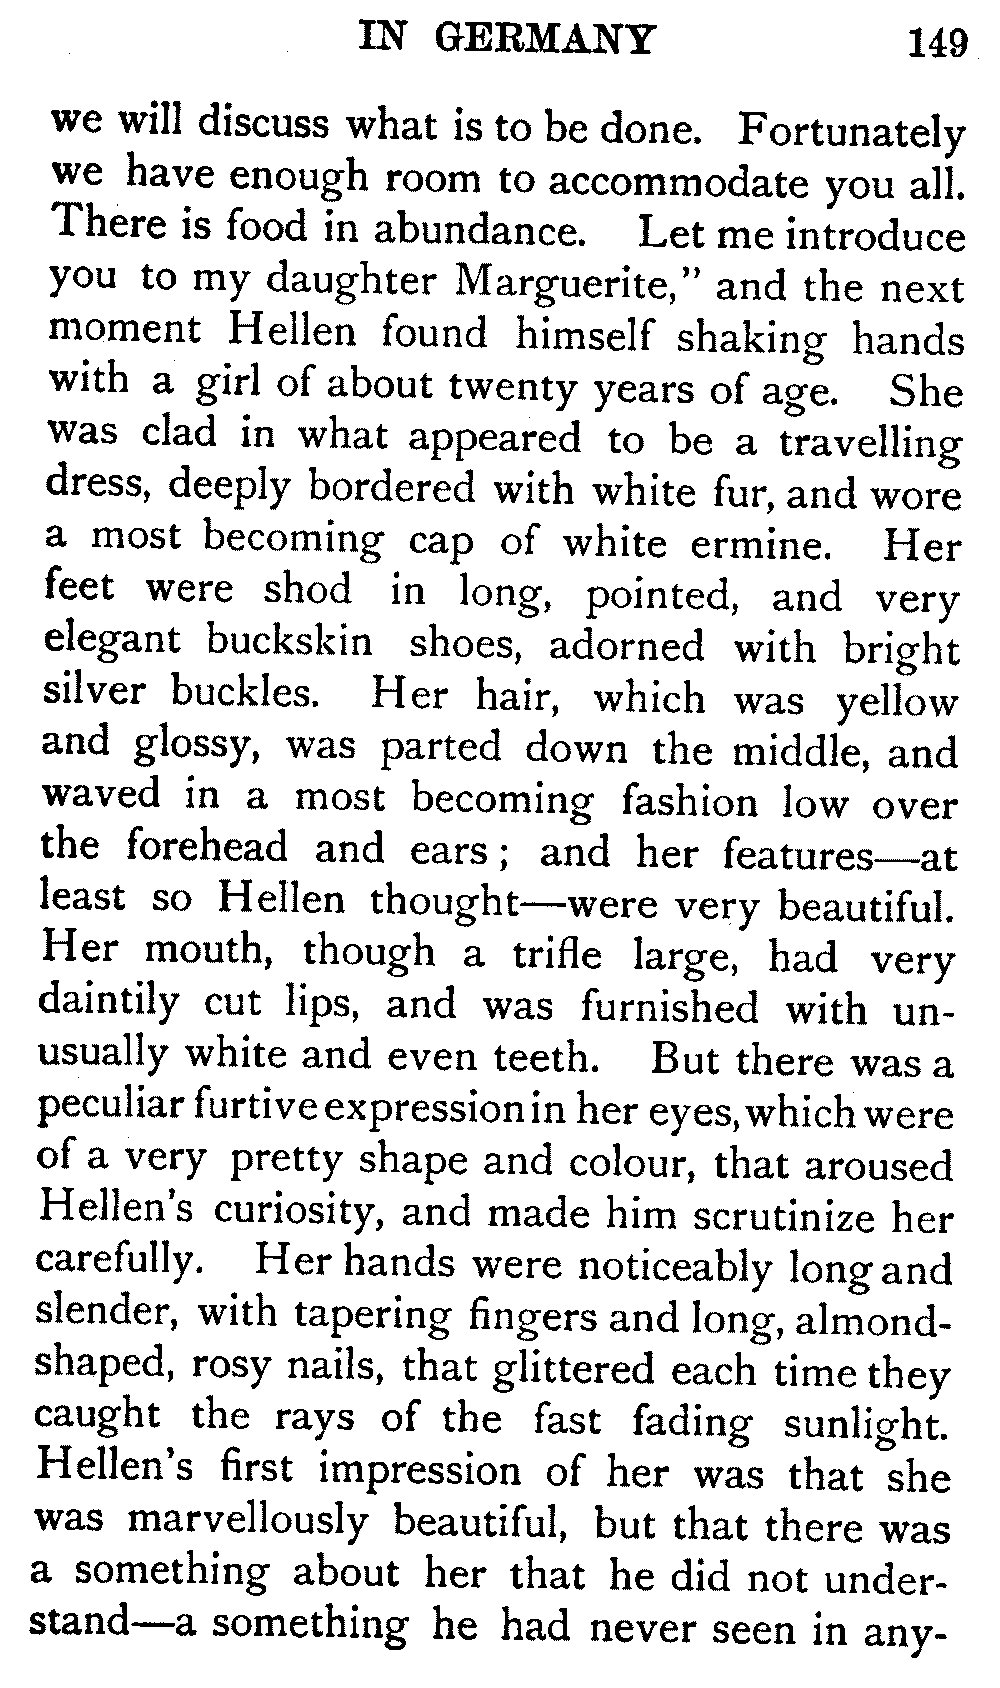 IN GERMANY 149
we will discuss what is to be done. Fortunately
we have enough room to accommodate you all.
There is food in abundance. Let me introduce
you to my daughter Marguerite,” and the next
moment Hellen found himself shaking hands
with a girl of about twenty years of age. She
was clad in what appeared to be a travelling
dress, deeply bordered with white fur, and wore
a most becoming cap of white ermine. Her
feet were shod in long, pointed, and very
elegant buckskin shoes, adorned with bright
silver buckles. Her hair, which was yellow
and glossy, was parted down the middle, and
waved in a most becoming fashion low over
the forehead and ears; and her features—at
least so Hellen thought—were very beautiful.
Her mouth, though a trifle large, had very
daintily cut lips, and was furnished with un-
usually white and even teeth. But there was a
peculiar furtive expression in her eyes, which were
of a very pretty shape and colour, that aroused
Hellen's curiosity, and made him scrutinize her
carefully. Her hands were noticeably long and
slender, with tapering fingers and long, almond-
shaped, rosy nails, that glittered each time they
caught the rays of the fast fading sunlight.
Hellen's first impression of her was that she
was marvellously beautiful, but that there was
a something about her that he did not under-
stand—a something he had never seen in any-